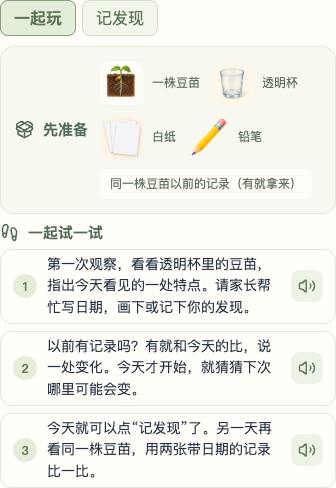 一起玩
记发现
先准备
一株豆苗
透明杯
白纸
铅笔
同一株豆苗以前的记录（有就拿来）
一起试一试
1
第一次观察，看看透明杯里的豆苗，
指出今天看见的一处特点。请家长帮
忙写日期，画下或记下你的发现。
2
以前有记录吗？有就和今天的比，说
一处变化。今天才开始，就猜猜下次
哪里可能会变。
3
今天就可以点“记发现”了。另一天再
看同一株豆苗，用两张带日期的记录
比一比。